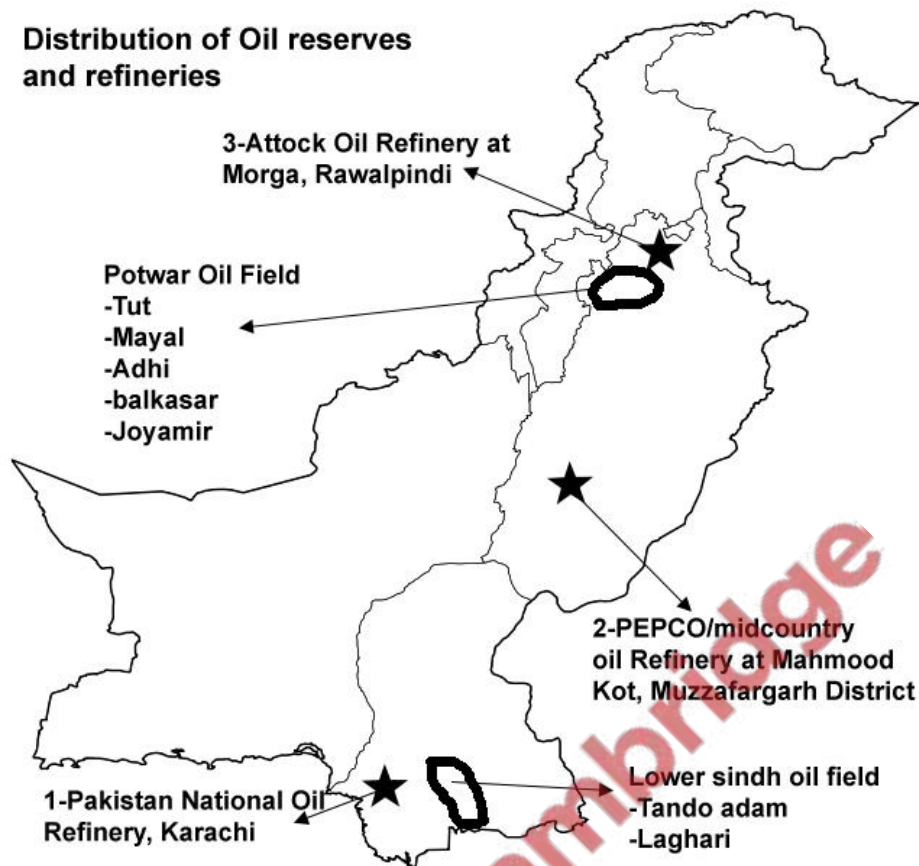 Distribution of Oil reserves
and refineries
3-Attock Oil Refinery at
Morga, Rawalpindi
Potwar Oil Field
-Tut
-Mayal
-Adhi
-balkasar
-Joyamir
2-PEPCO/midcountry
oil Refinery at Mahmood
Kot, Muzzafargarh District
1-Pakistan National Oil
Refinery, Karachi
Lower sindh oil field
-Tando adam
-Laghari